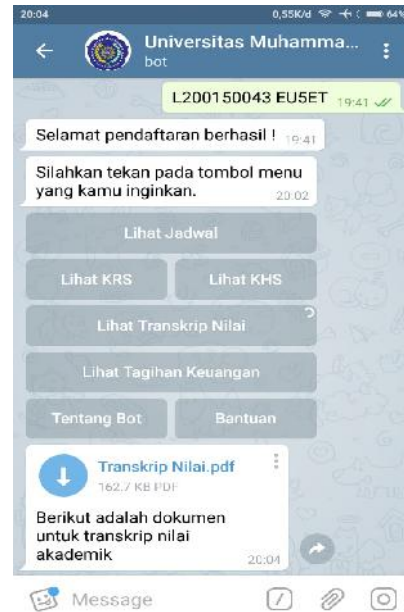 20:04 0,55K/d 64%
Universitas Muhamma...
bot
L200150043 EU5ET 19:41
Selamat pendaftaran berhasil ! 19:41
Silahkan tekan pada tombol menu
yang kamu inginkan. 20:02
Lihat Jadwal
Lihat KRS Lihat KHS
Lihat Transkrip Nilai
Lihat Tagihan Keuangan
Tentang Bot Bantuan
Transkrip Nilai.pdf
162.7 KB PDF
Berikut adalah dokumen
untuk transkrip nilai
akademik 20:04
Message